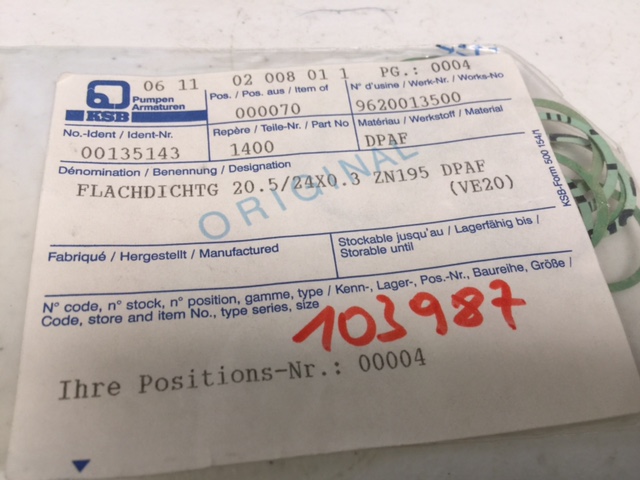 06 11 02 008 01 1 PG.: 0004
KSB Pumpen Armaturen
Pos./Pos. aus / Item of
000070
N° d'usine / Werk-Nr. / Works-No
9620013500
No.-Ident / Ident-Nr.
00135143
Repère / Teile-Nr. / Part No
1400
Matériau / Werkstoff / Material
DPAF
Dénomination / Benennung / Designation
FLACHDICHTG 20.5/24X0.3 ZN195 DPAF
(VE20)
ORIGINAL
KSB-Form 500 154/1
Fabriqué / Hergestellt / Manufactured
Stockable jusqu'au / Lagerfähig bis /
Storable until
N° code, n° stock, n° position, gamme, type / Kenn-, Lager-, Pos.-Nr., Baureihe, Größe /
Code, store and item No., type series, size
103987
Ihre Positions-Nr.: 00004